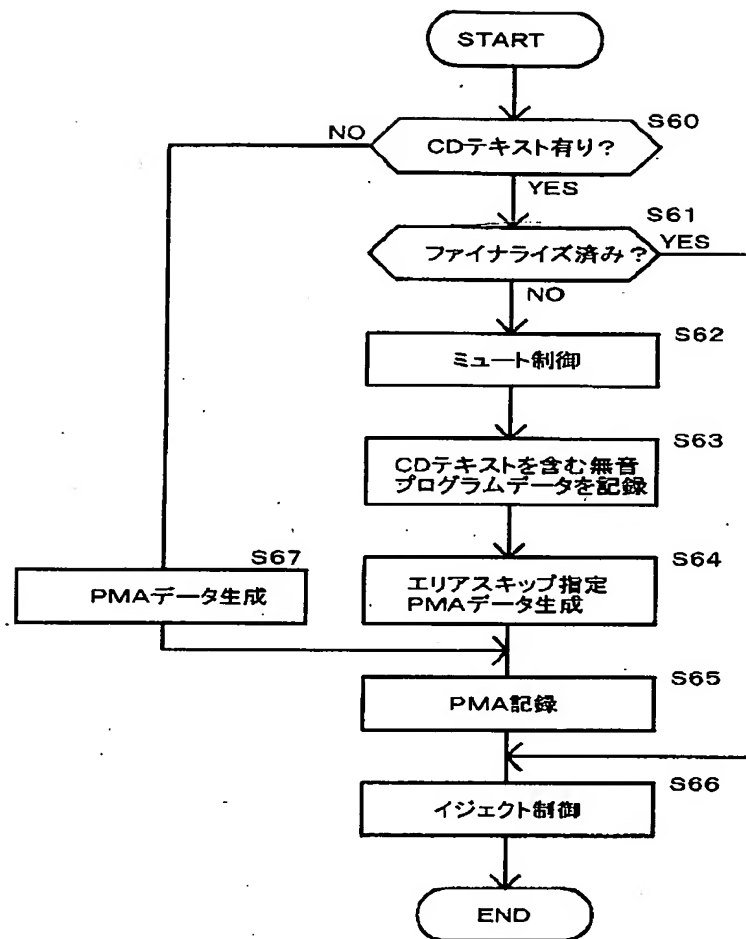 START
S60
NO
CDテキスト有り?
YES
S61
ファイナライズ済み?
YES
NO
S62
ミュート制御
S63
CDテキストを含む無音
プログラムデータを記録
S67
PMAデータ生成
S64
エリアスキップ指定
PMAデータ生成
S65
PMA記録
S66
イジェクト制御
END